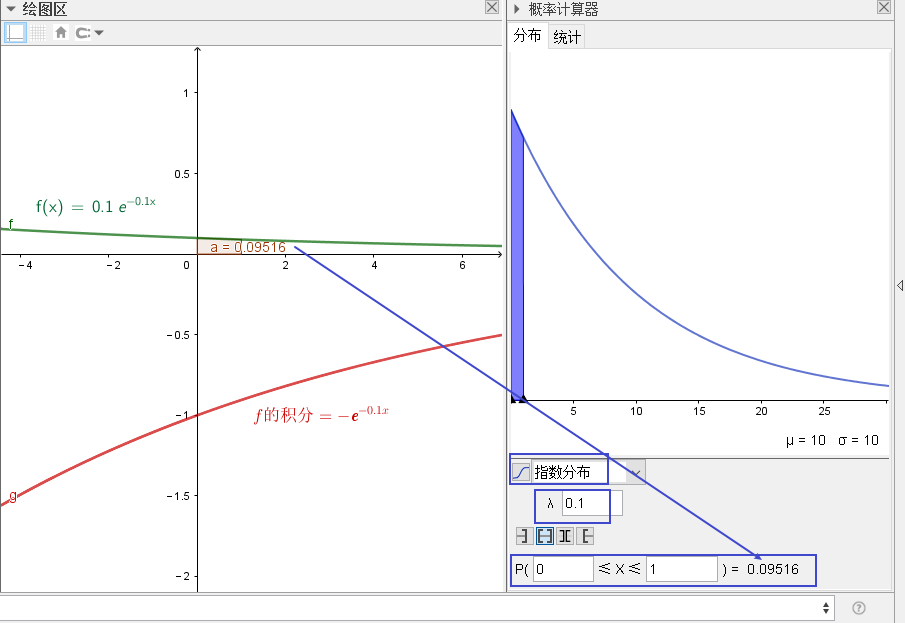 绘图区
概率计算器
分布 统计
1
0.5
f(x) = 0.1 e^{-0.1x}
f
a = 0.09516
-4 -2 0 2 4 6
-0.5
-1
f的积分 = -e^{-0.1x}
-1.5
g
-2
5 10 15 20 25
μ = 10 σ = 10
指数分布
λ 0.1
P( 0 ≤ X ≤ 1 ) = 0.09516